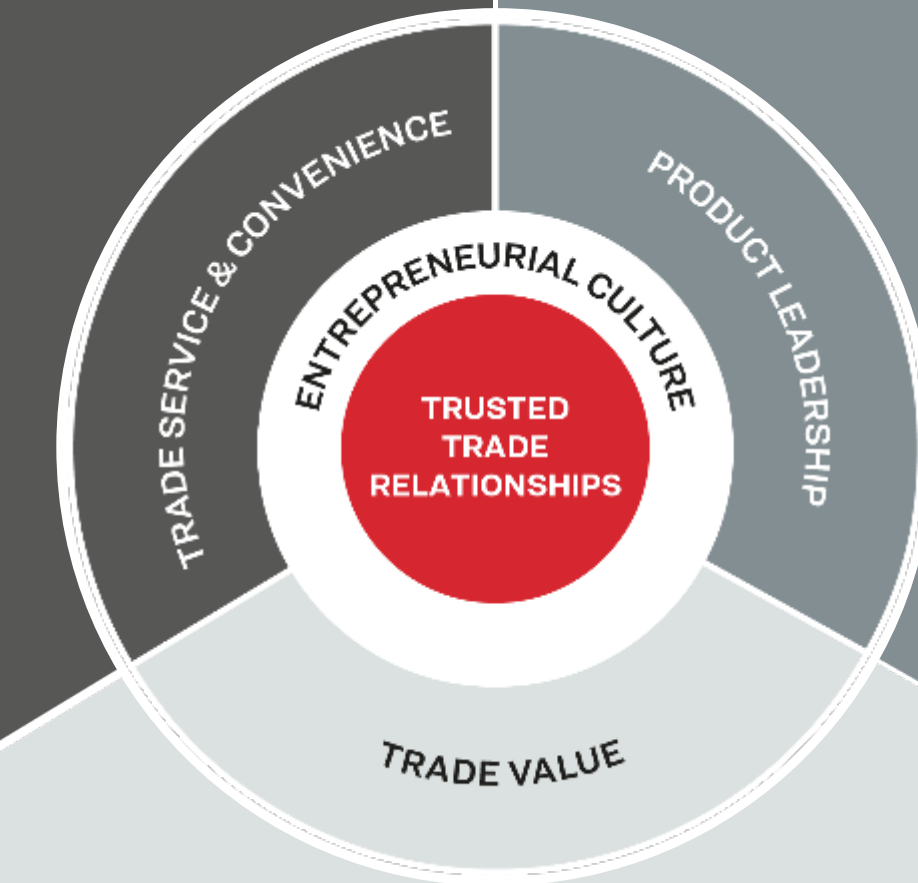 TRADE SERVICE & CONVENIENCE
PRODUCT LEADERSHIP
ENTREPRENEURIAL CULTURE
TRUSTED
TRADE
RELATIONSHIPS
TRADE VALUE